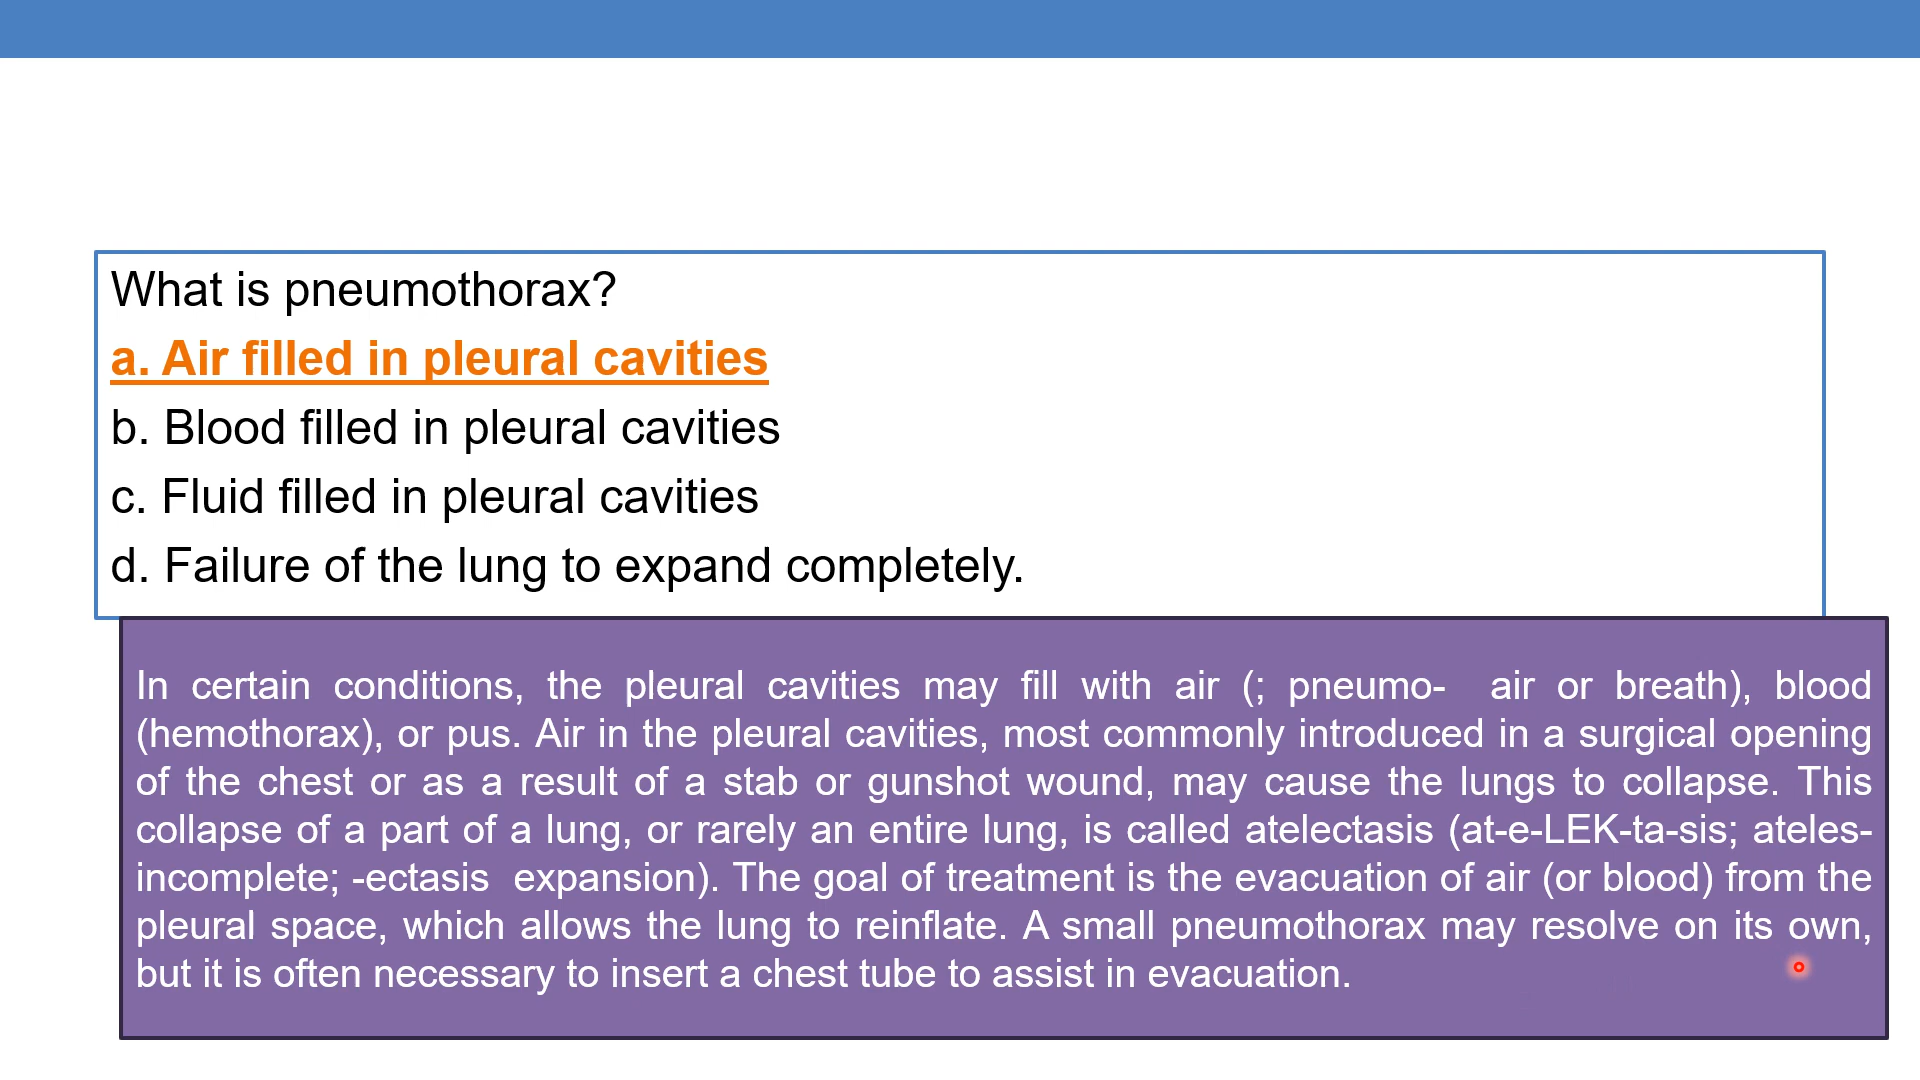 What is pneumothorax?
a. Air filled in pleural cavities
b. Blood filled in pleural cavities
c. Fluid filled in pleural cavities
d. Failure of the lung to expand completely.
In certain conditions, the pleural cavities may fill with air (; pneumo- air or breath), blood
(hemothorax), or pus. Air in the pleural cavities, most commonly introduced in a surgical opening
of the chest or as a result of a stab or gunshot wound, may cause the lungs to collapse. This
collapse of a part of a lung, or rarely an entire lung, is called atelectasis (at-e-LEK-ta-sis; ateles-
incomplete; -ectasis expansion). The goal of treatment is the evacuation of air (or blood) from the
pleural space, which allows the lung to reinflate. A small pneumothorax may resolve on its own,
but it is often necessary to insert a chest tube to assist in evacuation.